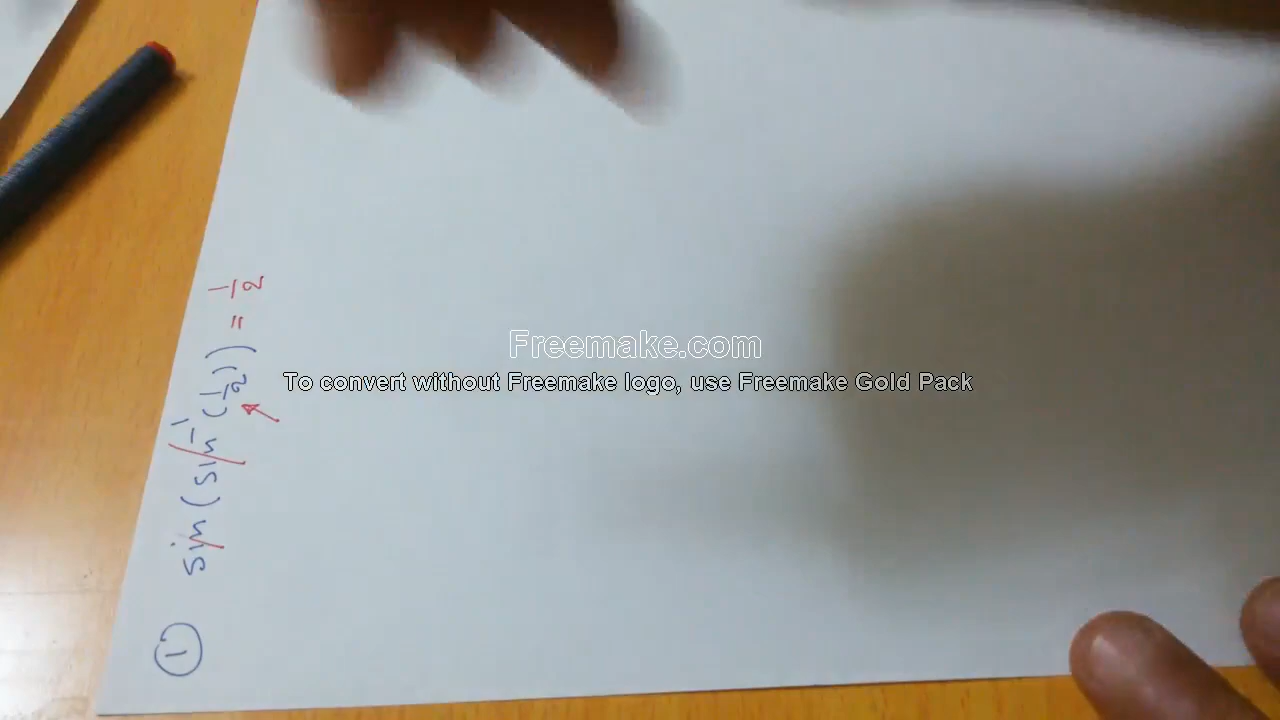 ① sin(sin⁻¹(1/2)) = 1/2
Freemake.com
To convert without Freemake logo, use Freemake Gold Pack